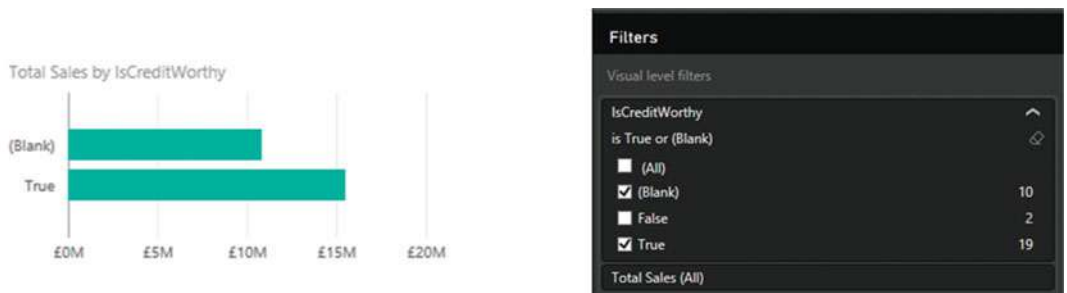 Total Sales by IsCreditWorthy
(Blank)
True
£0M £5M £10M £15M £20M
Filters
Visual level filters
IsCreditWorthy
is True or (Blank)
(All)
(Blank) 10
False 2
True 19
Total Sales (All)